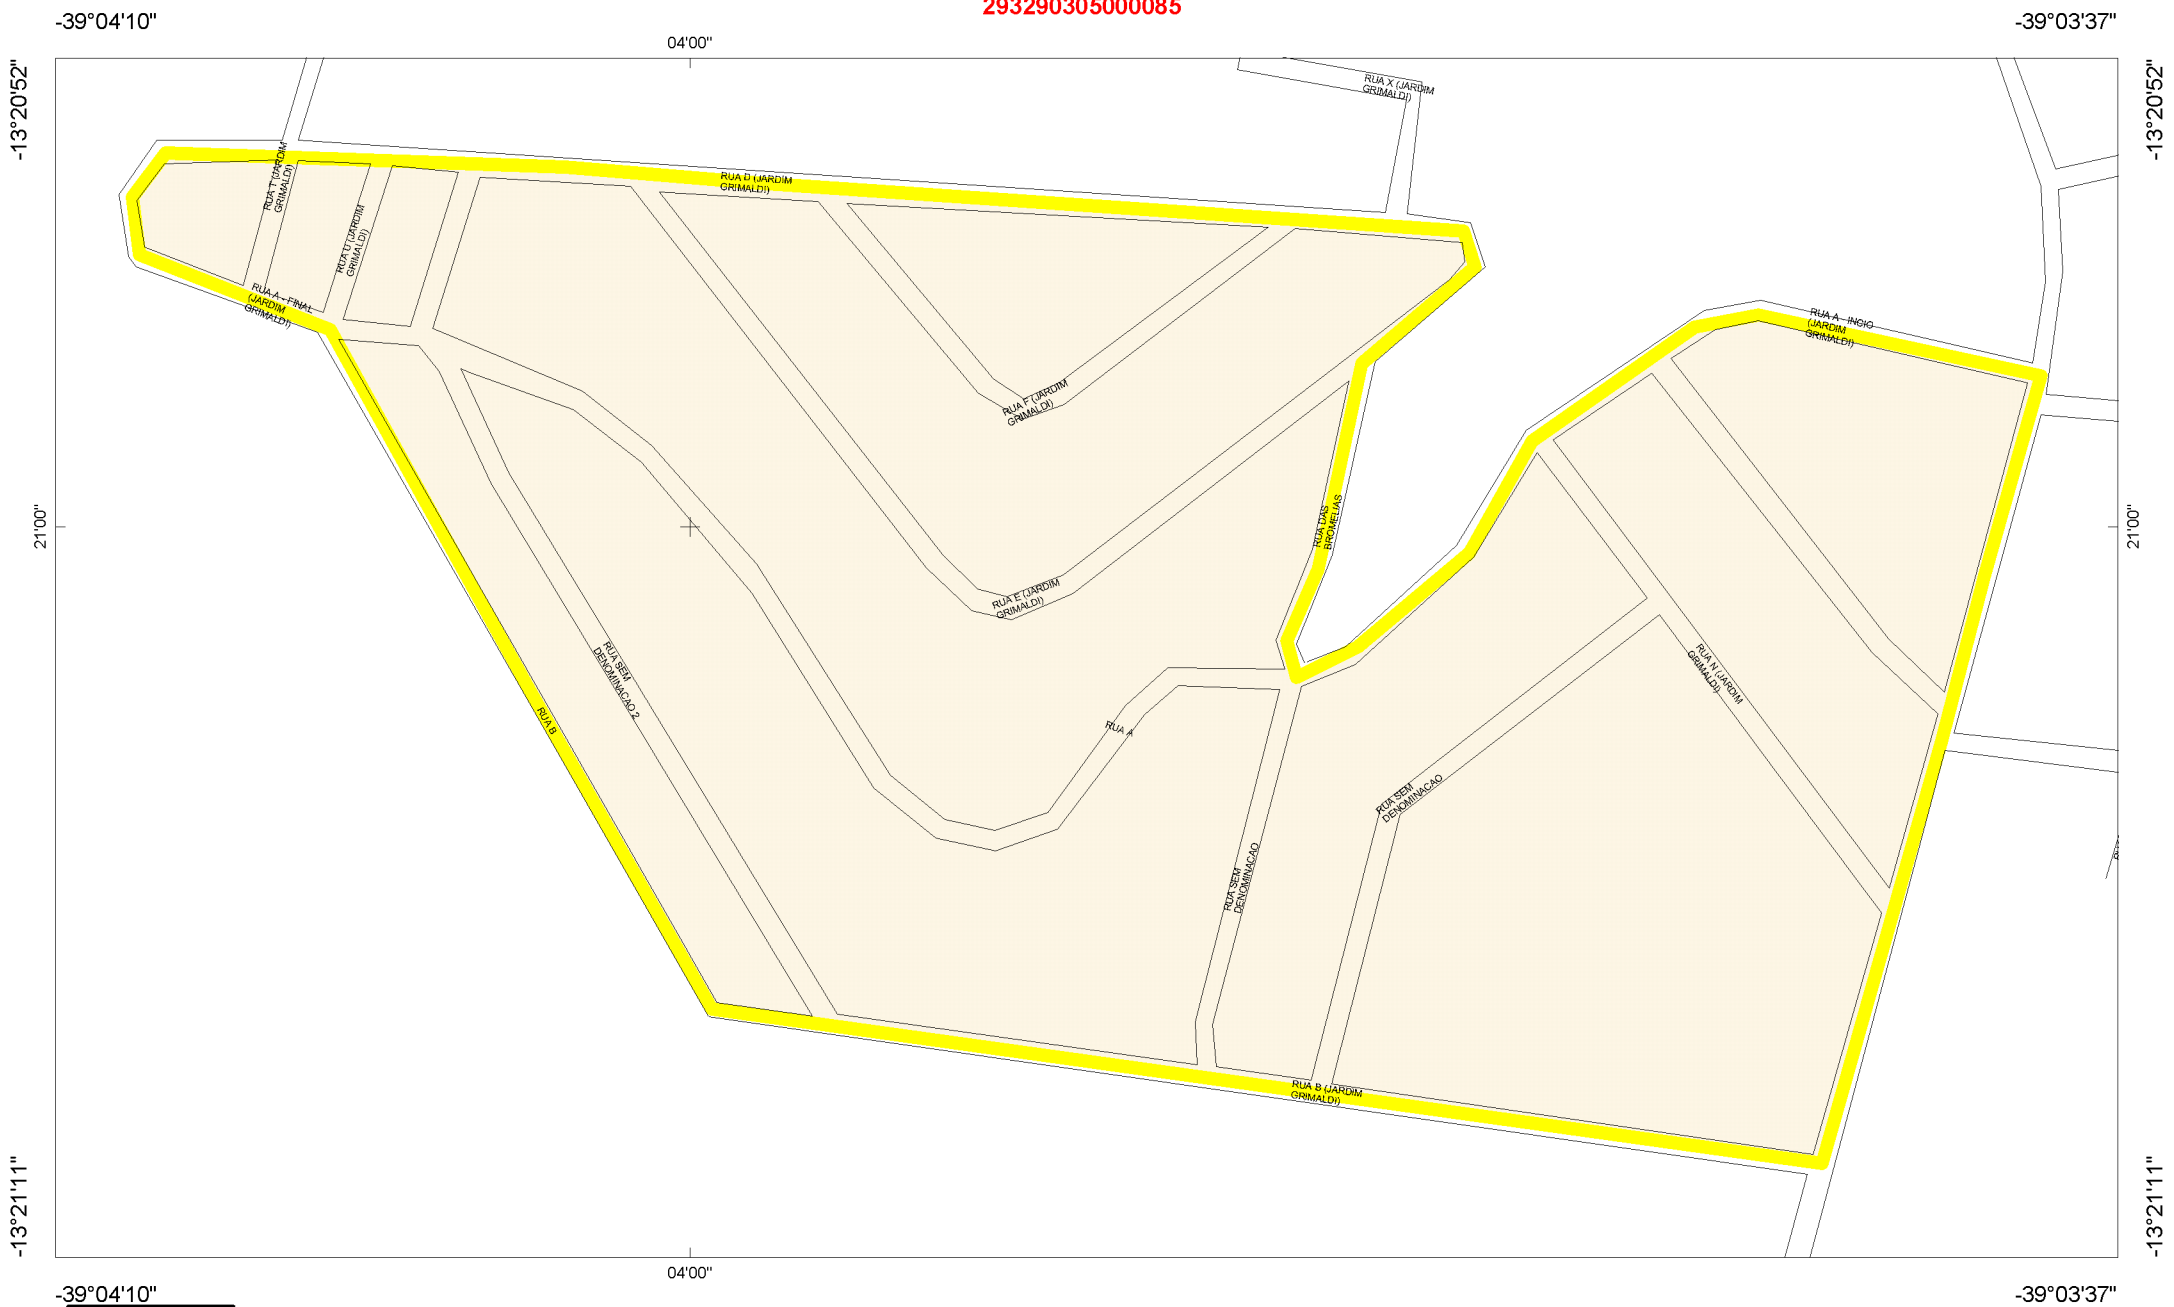 293290305000085
-39°04'10"
-39°03'37"
04'00"
-13°20'52"
-13°20'52"
RUA X (JARDIM
GRIMALDI)
RUA T (JARDIM
GRIMALDI)
RUA D (JARDIM
GRIMALDI)
RUA U (JARDIM
GRIMALDI)
RUA A - FINAL
(JARDIM
GRIMALDI)
RUA A - INCIO
(JARDIM
GRIMALDI)
RUA F (JARDIM
GRIMALDI)
21'00"
21'00"
RUA DAS
BROMELIAS
RUA E (JARDIM
GRIMALDI)
RUA SEM
DENOMINACAO 2
RUA N (JARDIM
GRIMALDI)
RUA B
RUA A
RUA SEM
DENOMINACAO
RUA SEM
DENOMINACAO
RUA B (JARDIM
GRIMALDI)
-13°21'11"
-13°21'11"
04'00"
-39°04'10"
-39°03'37"